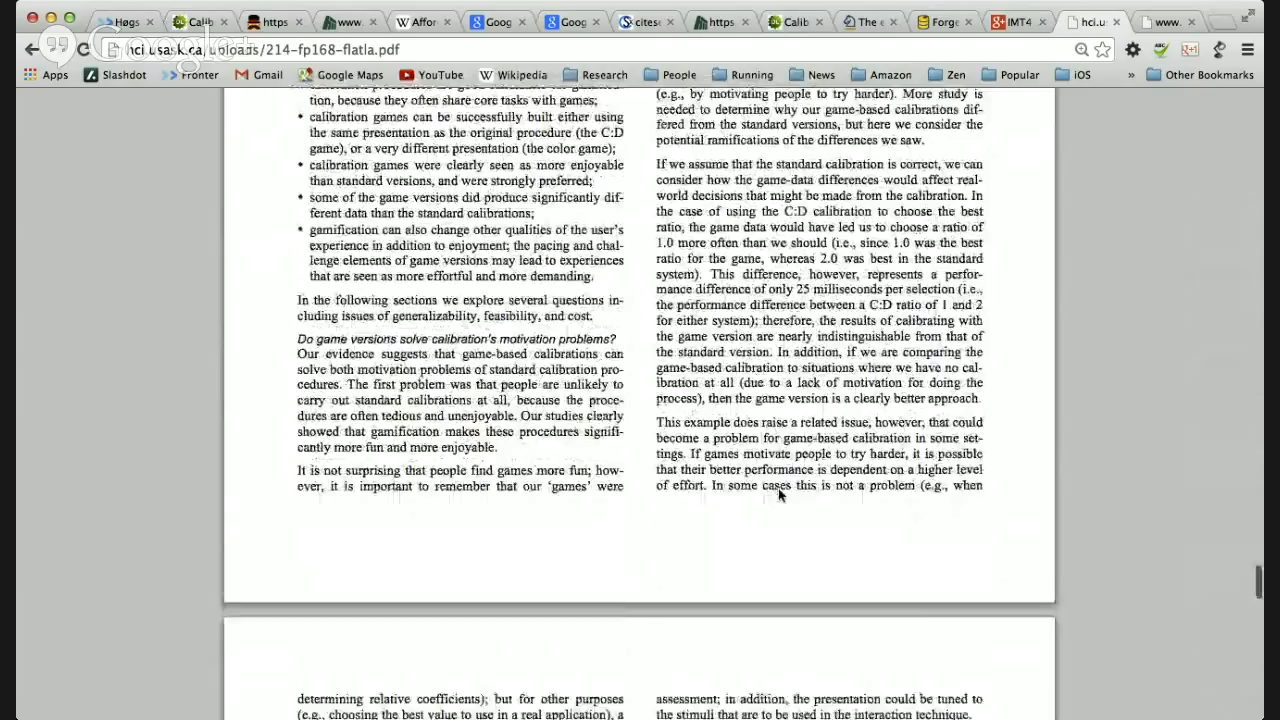 Høgs
Calib
https
www.
Affor
Goog
Goog
cites
https
Calib
The
Forge
IMT4
hci.u
www.
Google+
hci.usask.ca/uploads/214-fp168-flatla.pdf
Apps
Slashdot
Fronter
Gmail
Google Maps
YouTube
Wikipedia
Research
People
Running
News
Amazon
Zen
Popular
iOS
»
Other Bookmarks
tion, because they often share core tasks with games;
• calibration games can be successfully built either using
the same presentation as the original procedure (the C:D
game), or a very different presentation (the color game);
• calibration games were clearly seen as more enjoyable
than standard versions, and were strongly preferred;
• some of the game versions did produce significantly dif-
ferent data than the standard calibrations;
• gamification can also change other qualities of the user's
experience in addition to enjoyment; the pacing and chal-
lenge elements of game versions may lead to experiences
that are seen as more effortful and more demanding.
In the following sections we explore several questions in-
cluding issues of generalizability, feasibility, and cost.
Do game versions solve calibration's motivation problems?
Our evidence suggests that game-based calibrations can
solve both motivation problems of standard calibration pro-
cedures. The first problem was that people are unlikely to
carry out standard calibrations at all, because the proce-
dures are often tedious and unenjoyable. Our studies clearly
showed that gamification makes these procedures signifi-
cantly more fun and more enjoyable.
It is not surprising that people find games more fun; how-
ever, it is important to remember that our 'games' were
(e.g., by motivating people to try harder). More study is
needed to determine why our game-based calibrations dif-
fered from the standard versions, but here we consider the
potential ramifications of the differences we saw.
If we assume that the standard calibration is correct, we can
consider how the game-data differences would affect real-
world decisions that might be made from the calibration. In
the case of using the C:D calibration to choose the best
ratio, the game data would have led us to choose a ratio of
1.0 more often than we should (i.e., since 1.0 was the best
ratio for the game, whereas 2.0 was best in the standard
system). This difference, however, represents a perfor-
mance difference of only 25 milliseconds per selection (i.e.,
the performance difference between a C:D ratio of 1 and 2
for either system); therefore, the results of calibrating with
the game version are nearly indistinguishable from that of
the standard version. In addition, if we are comparing the
game-based calibration to situations where we have no cal-
ibration at all (due to a lack of motivation for doing the
process), then the game version is a clearly better approach.
This example does raise a related issue, however, that could
become a problem for game-based calibration in some set-
tings. If games motivate people to try harder, it is possible
that their better performance is dependent on a higher level
of effort. In some cases this is not a problem (e.g., when
determining relative coefficients); but for other purposes
(e.g., choosing the best value to use in a real application), a
assessment; in addition, the presentation could be tuned to
the stimuli that are to be used in the interaction technique.